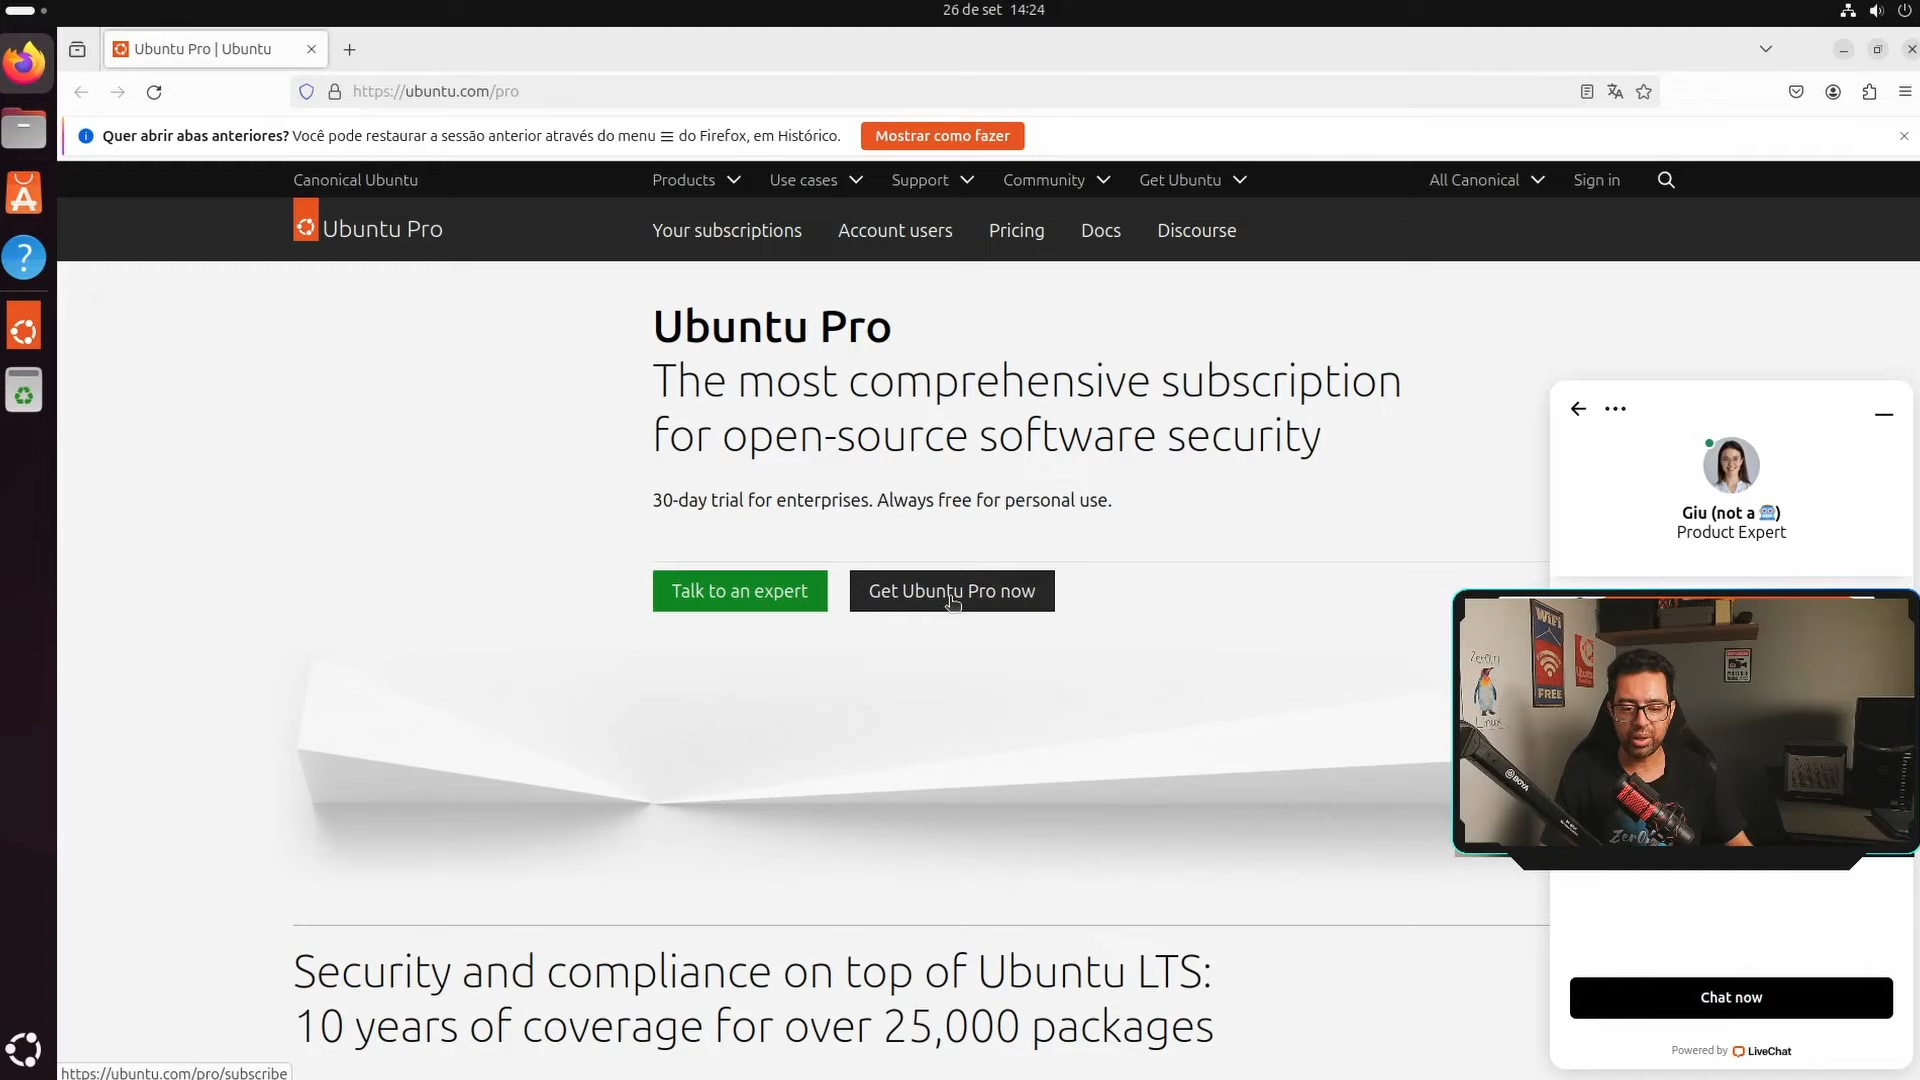 26 de set 14:24
Ubuntu Pro | Ubuntu
https://ubuntu.com/pro
Quer abrir abas anteriores? Você pode restaurar a sessão anterior através do menu ☰ do Firefox, em Histórico.
Mostrar como fazer
Canonical Ubuntu
Products
Use cases
Support
Community
Get Ubuntu
All Canonical
Sign in
Ubuntu Pro
Your subscriptions
Account users
Pricing
Docs
Discourse
Ubuntu Pro
The most comprehensive subscription
for open-source software security
30-day trial for enterprises. Always free for personal use.
Talk to an expert
Get Ubuntu Pro now
Giu (not a 🤖)
Product Expert
WiFi
FREE
Linux
BOYA
Security and compliance on top of Ubuntu LTS:
10 years of coverage for over 25,000 packages
Chat now
Powered by LiveChat
https://ubuntu.com/pro/subscribe